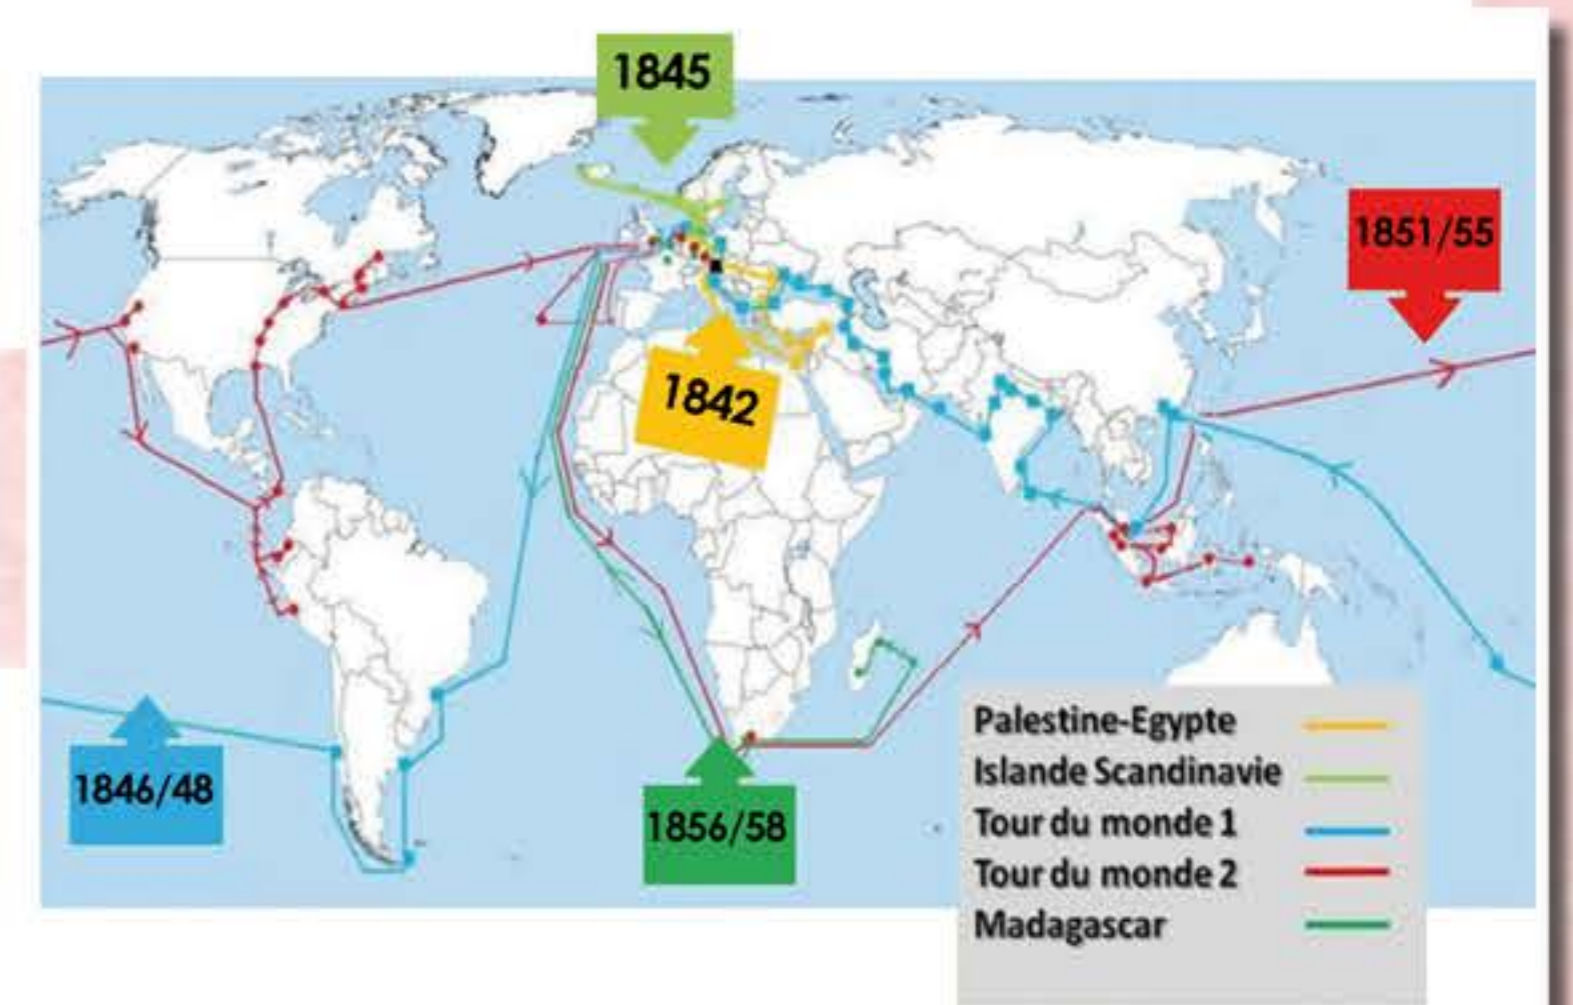 1845
1851/55
1842
1846/48
1856/58
Palestine-Egypte
Islande Scandinavie
Tour du monde 1
Tour du monde 2
Madagascar